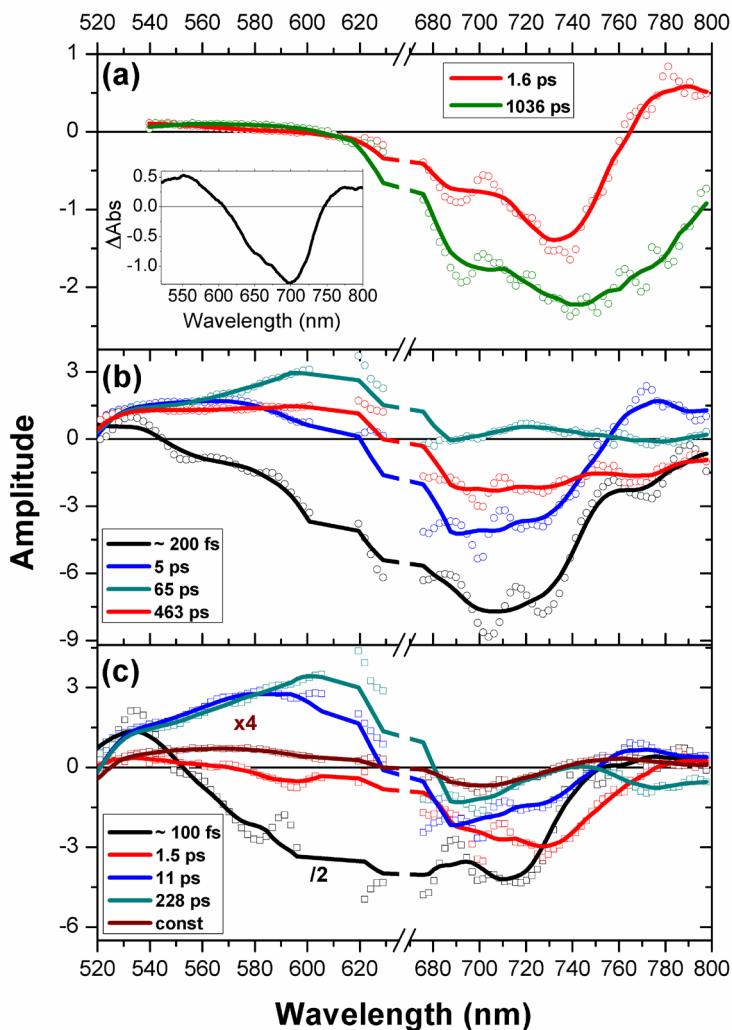 520 540 560 580 600 620 680 700 720 740 760 780 800
(a)
1.6 ps
1036 ps
1
0
-1
-2
0.5
0.0
-0.5
-1.0
ΔAbs
550 600 650 700 750 800
Wavelength (nm)
(b)
3
0
-3
-6
-9
~ 200 fs
5 ps
65 ps
463 ps
Amplitude
(c)
3
0
-3
-6
x4
/2
~ 100 fs
1.5 ps
11 ps
228 ps
const
520 540 560 580 600 620 680 700 720 740 760 780 800
Wavelength (nm)